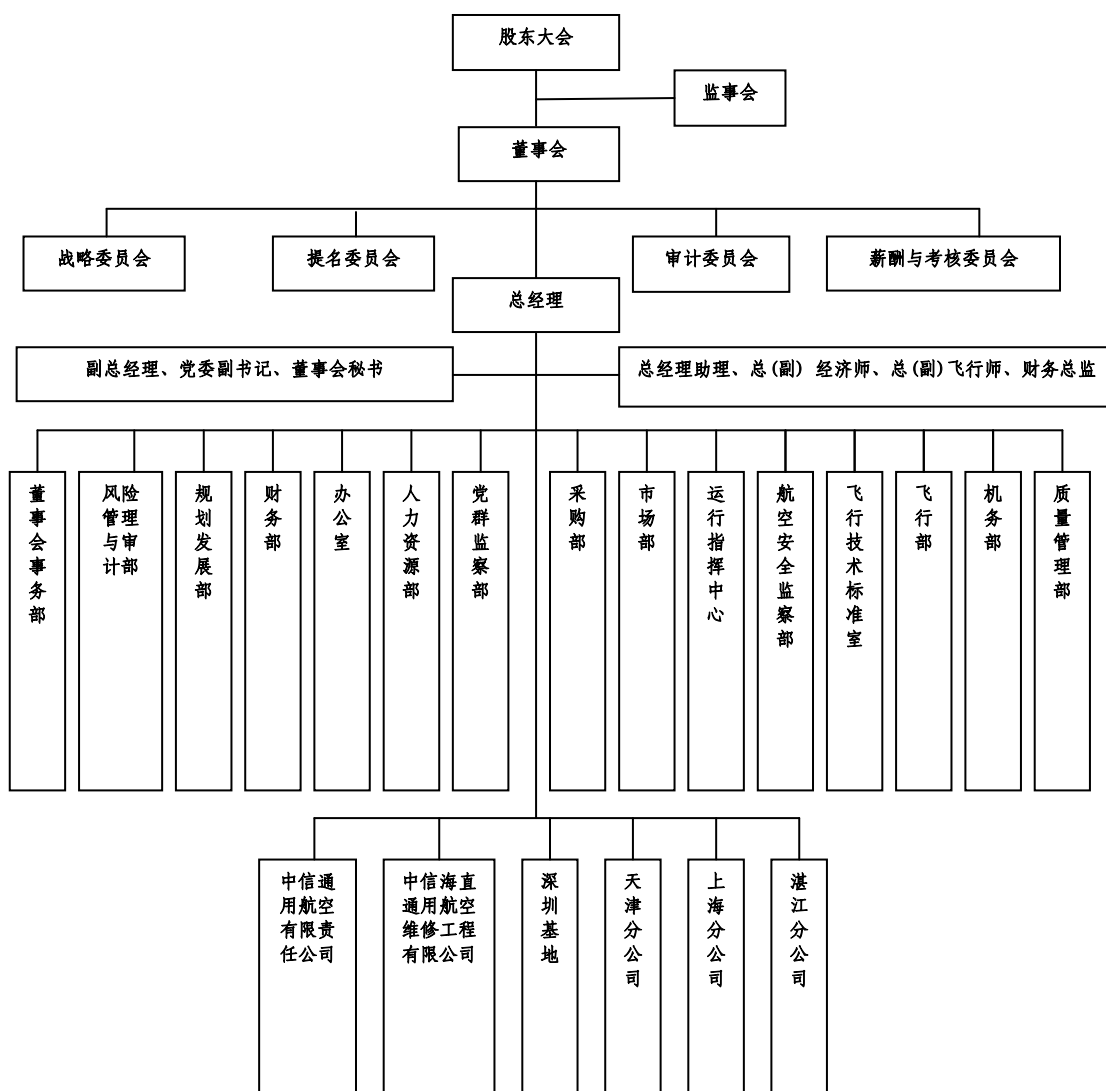 股东大会
监事会
董事会
战略委员会
提名委员会
审计委员会
薪酬与考核委员会
总经理
副总经理、党委副书记、董事会秘书
总经理助理、总(副) 经济师、总(副)飞行师、财务总监
董事会事务部
风险
管理
与审
计部
规划发展部
财务部
办公室
人力资源部
党群监察部
采购部
市场部
运行指挥中心
航空安全监察部
飞行技术标准室
飞行部
机务部
质量管理部
中信通
用航空
有限责
任公司
中信海直
通用航空
维修工程
有限公司
深圳基地
天津分公司
上海分公司
湛江分公司